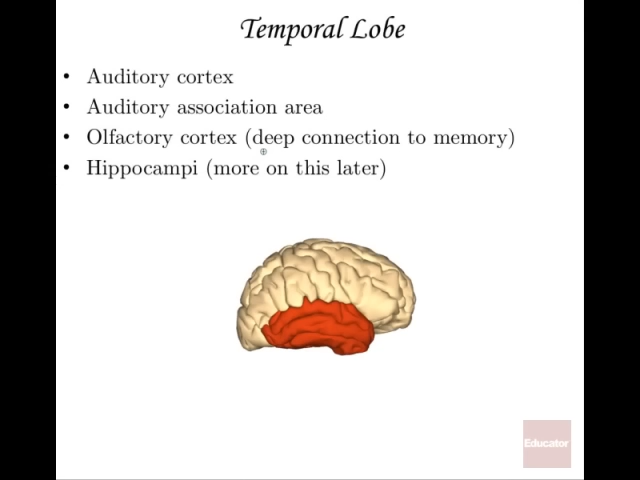 Temporal Lobe
• Auditory cortex
• Auditory association area
• Olfactory cortex (deep connection to memory)
• Hippocampi (more on this later)
Educator